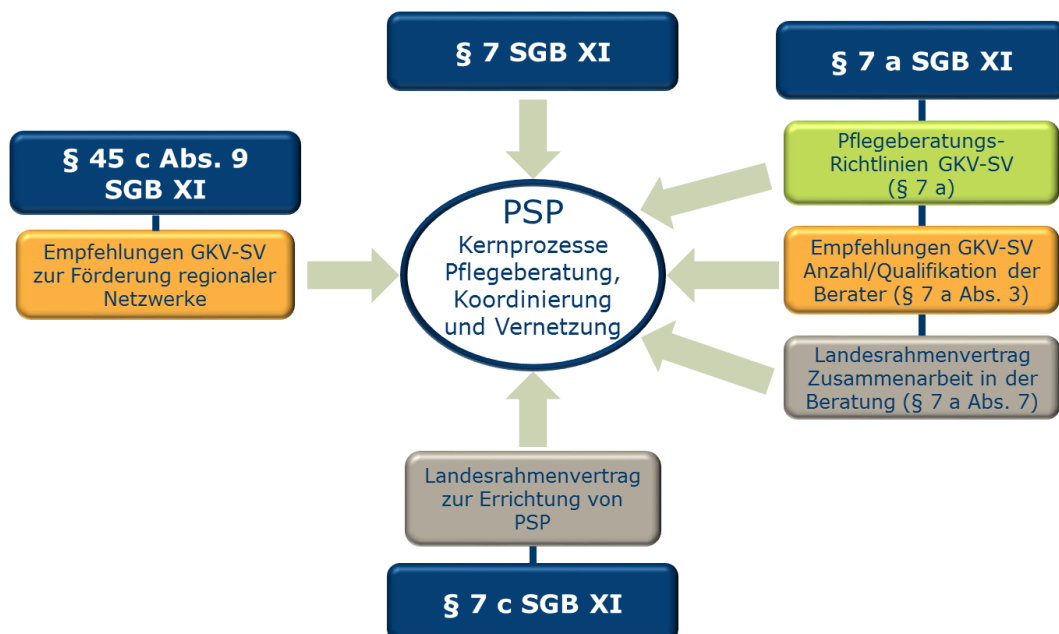 § 7 SGB XI
§ 7 a SGB XI
§ 45 c Abs. 9
SGB XI
Empfehlungen GKV-SV
zur Förderung regionaler
Netzwerke
PSP
Kernprozesse
Pflegeberatung,
Koordinierung
und Vernetzung
Pflegeberatungs-
Richtlinien GKV-SV
(§ 7 a)
Empfehlungen GKV-SV
Anzahl/Qualifikation der
Berater (§ 7 a Abs. 3)
Landesrahmenvertrag
Zusammenarbeit in der
Beratung (§ 7 a Abs. 7)
Landesrahmenvertrag
zur Errichtung von
PSP
§ 7 c SGB XI